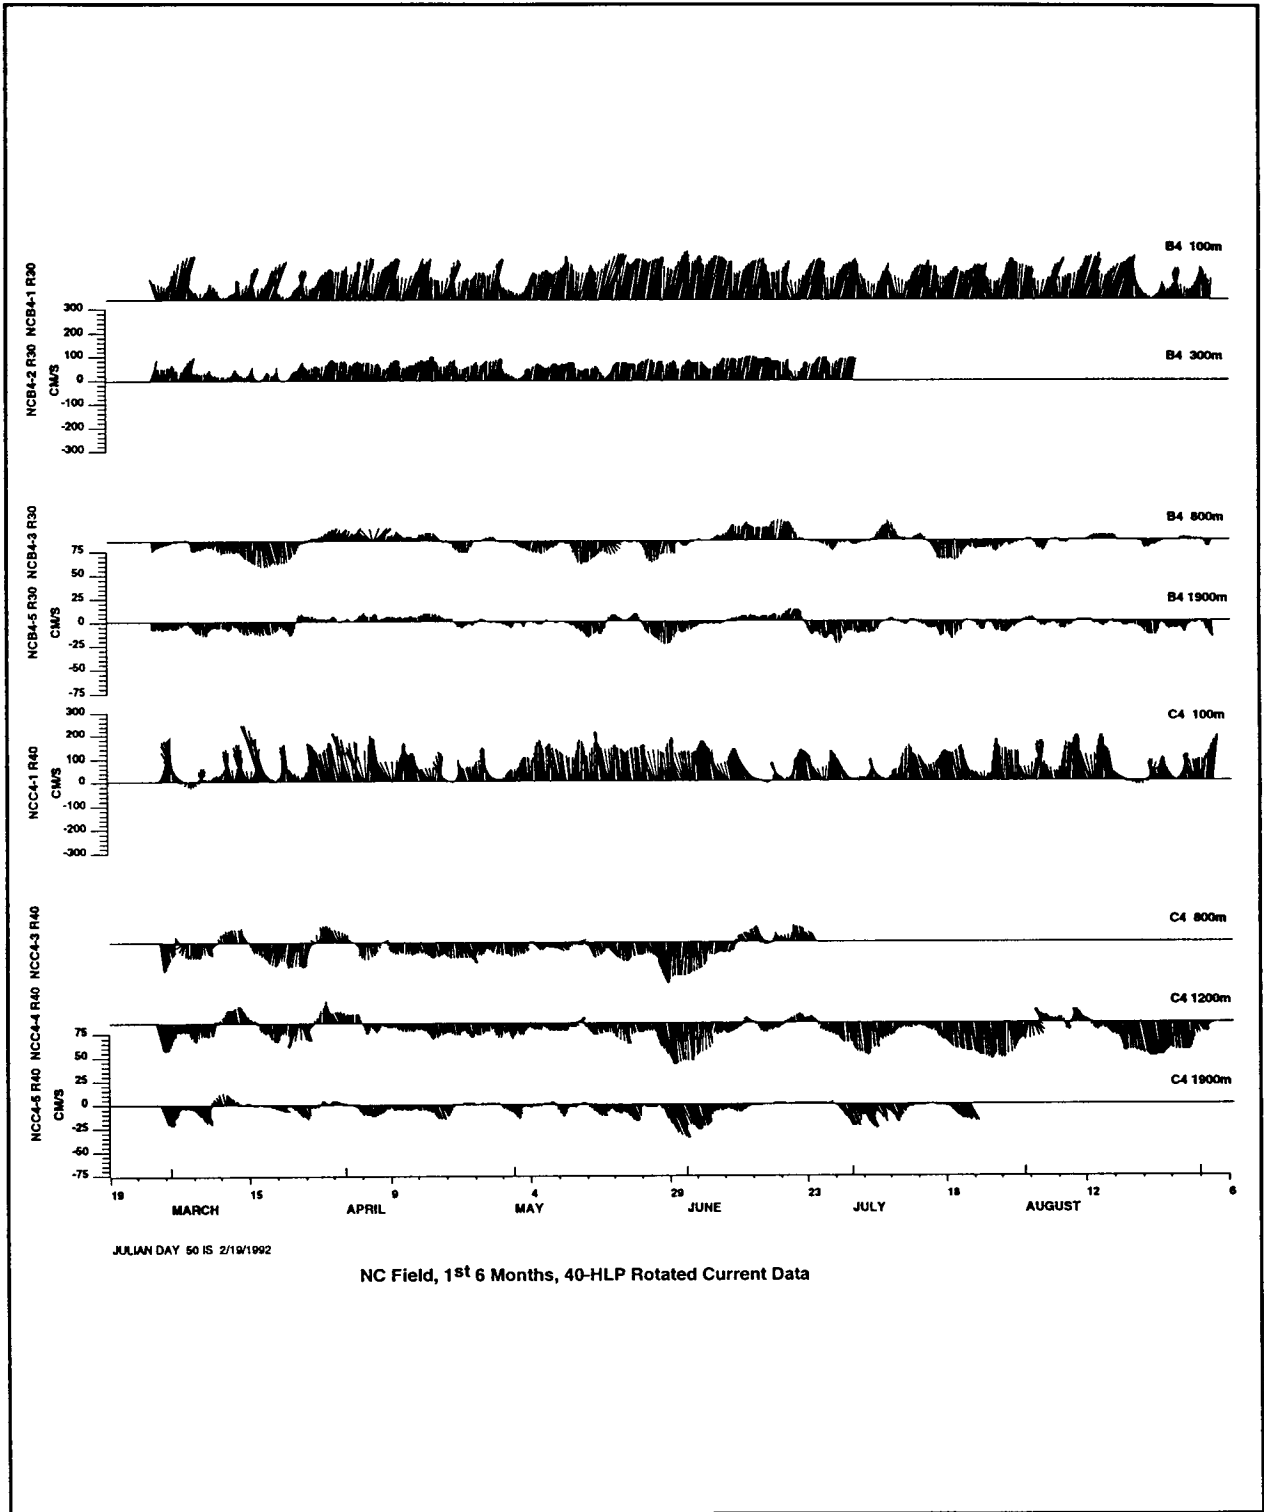 B4 100m
NCB4-2 R30 NCB4-1 R30
CM/S
300
200
100
0
-100
-200
-300
B4 300m
B4 800m
NCB4-5 R30 NCB4-3 R30
CM/S
75
50
25
0
-25
-50
-75
B4 1900m
C4 100m
NCC4-1 R40
CM/S
300
200
100
0
-100
-200
-300
C4 800m
NCC4-5 R40 NCC4-4 R40 NCC4-3 R40
C4 1200m
CM/S
75
50
25
0
-25
-50
-75
C4 1900m
19 15 9 4 29 23 18 12 6
MARCH APRIL MAY JUNE JULY AUGUST
JULIAN DAY 50 IS 2/19/1992
NC Field, 1st 6 Months, 40-HLP Rotated Current Data